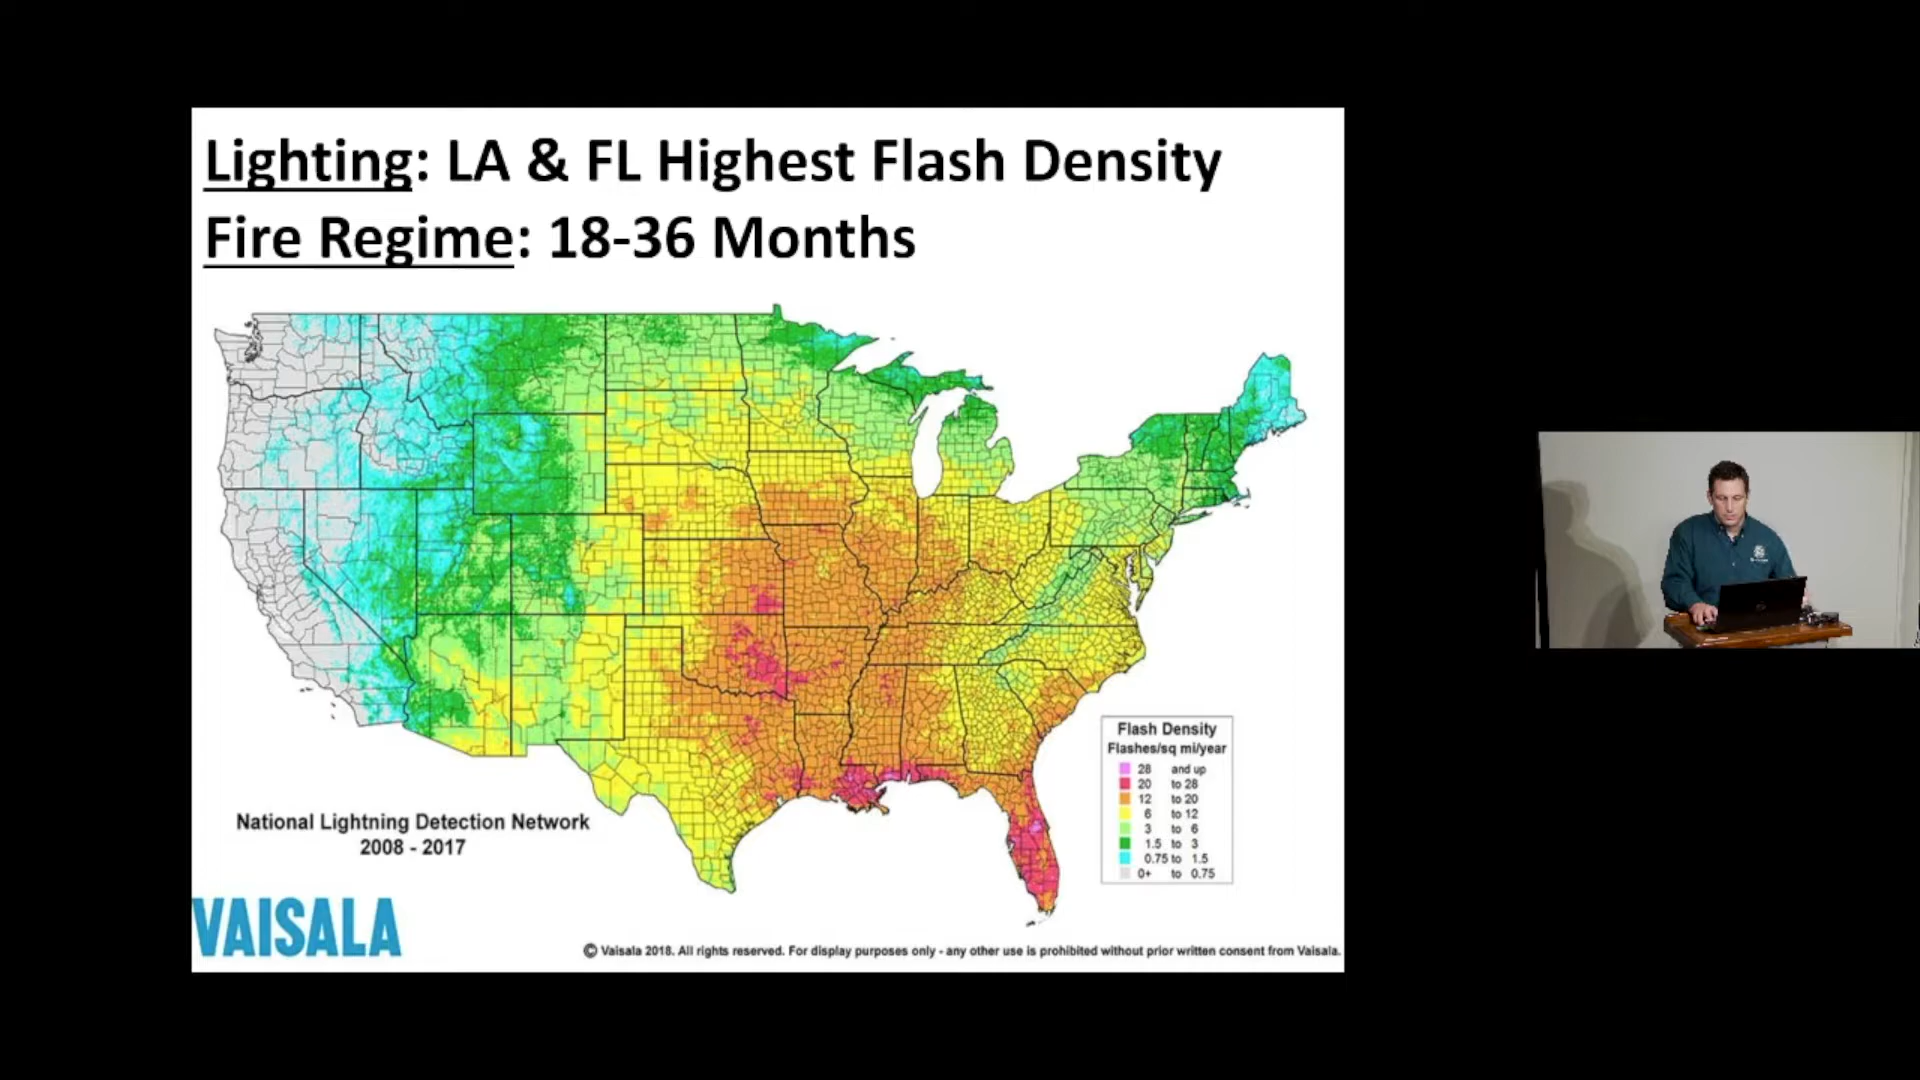 Lighting: LA & FL Highest Flash Density
Fire Regime: 18-36 Months
Flash Density
Flashes/sq mi/year
28 and up
20 to 28
12 to 20
6 to 12
3 to 6
1.5 to 3
0.75 to 1.5
0+ to 0.75
National Lightning Detection Network
2008 - 2017
VAISALA
© Vaisala 2018. All rights reserved. For display purposes only - any other use is prohibited without prior written consent from Vaisala.